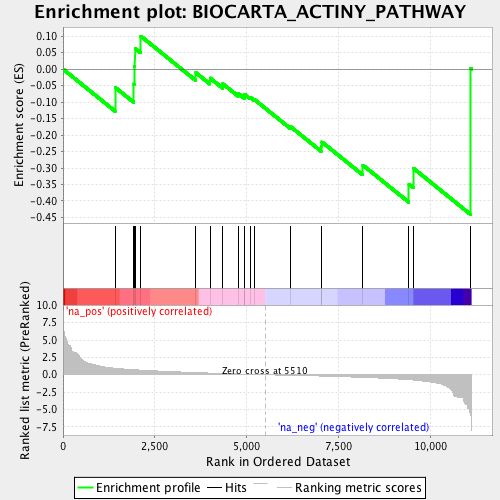 Enrichment plot: BIOCARTA_ACTINY_PATHWAY
Enrichment score (ES)
0.10
0.05
0.00
-0.05
-0.10
-0.15
-0.20
-0.25
-0.30
-0.35
-0.40
-0.45
'na_pos' (positively correlated)
Ranked list metric (PreRanked)
10.0
7.5
5.0
2.5
0.0
-2.5
-5.0
-7.5
Zero cross at 5510
'na_neg' (negatively correlated)
0
2,500
5,000
7,500
10,000
Rank in Ordered Dataset
Enrichment profile
Hits
Ranking metric scores